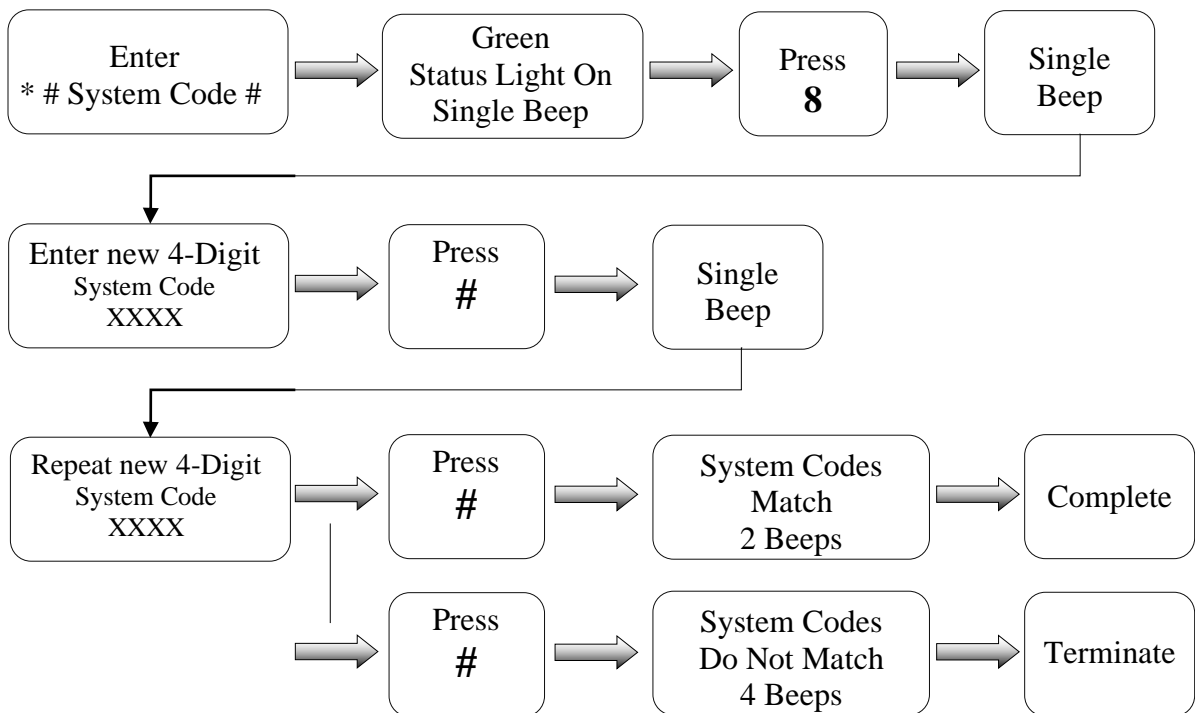 Enter
* # System Code #
Green
Status Light On
Single Beep
Press
8
Single
Beep
Enter new 4-Digit
System Code
XXXX
Press
#
Single
Beep
Repeat new 4-Digit
System Code
XXXX
Press
#
System Codes
Match
2 Beeps
Complete
Press
#
System Codes
Do Not Match
4 Beeps
Terminate